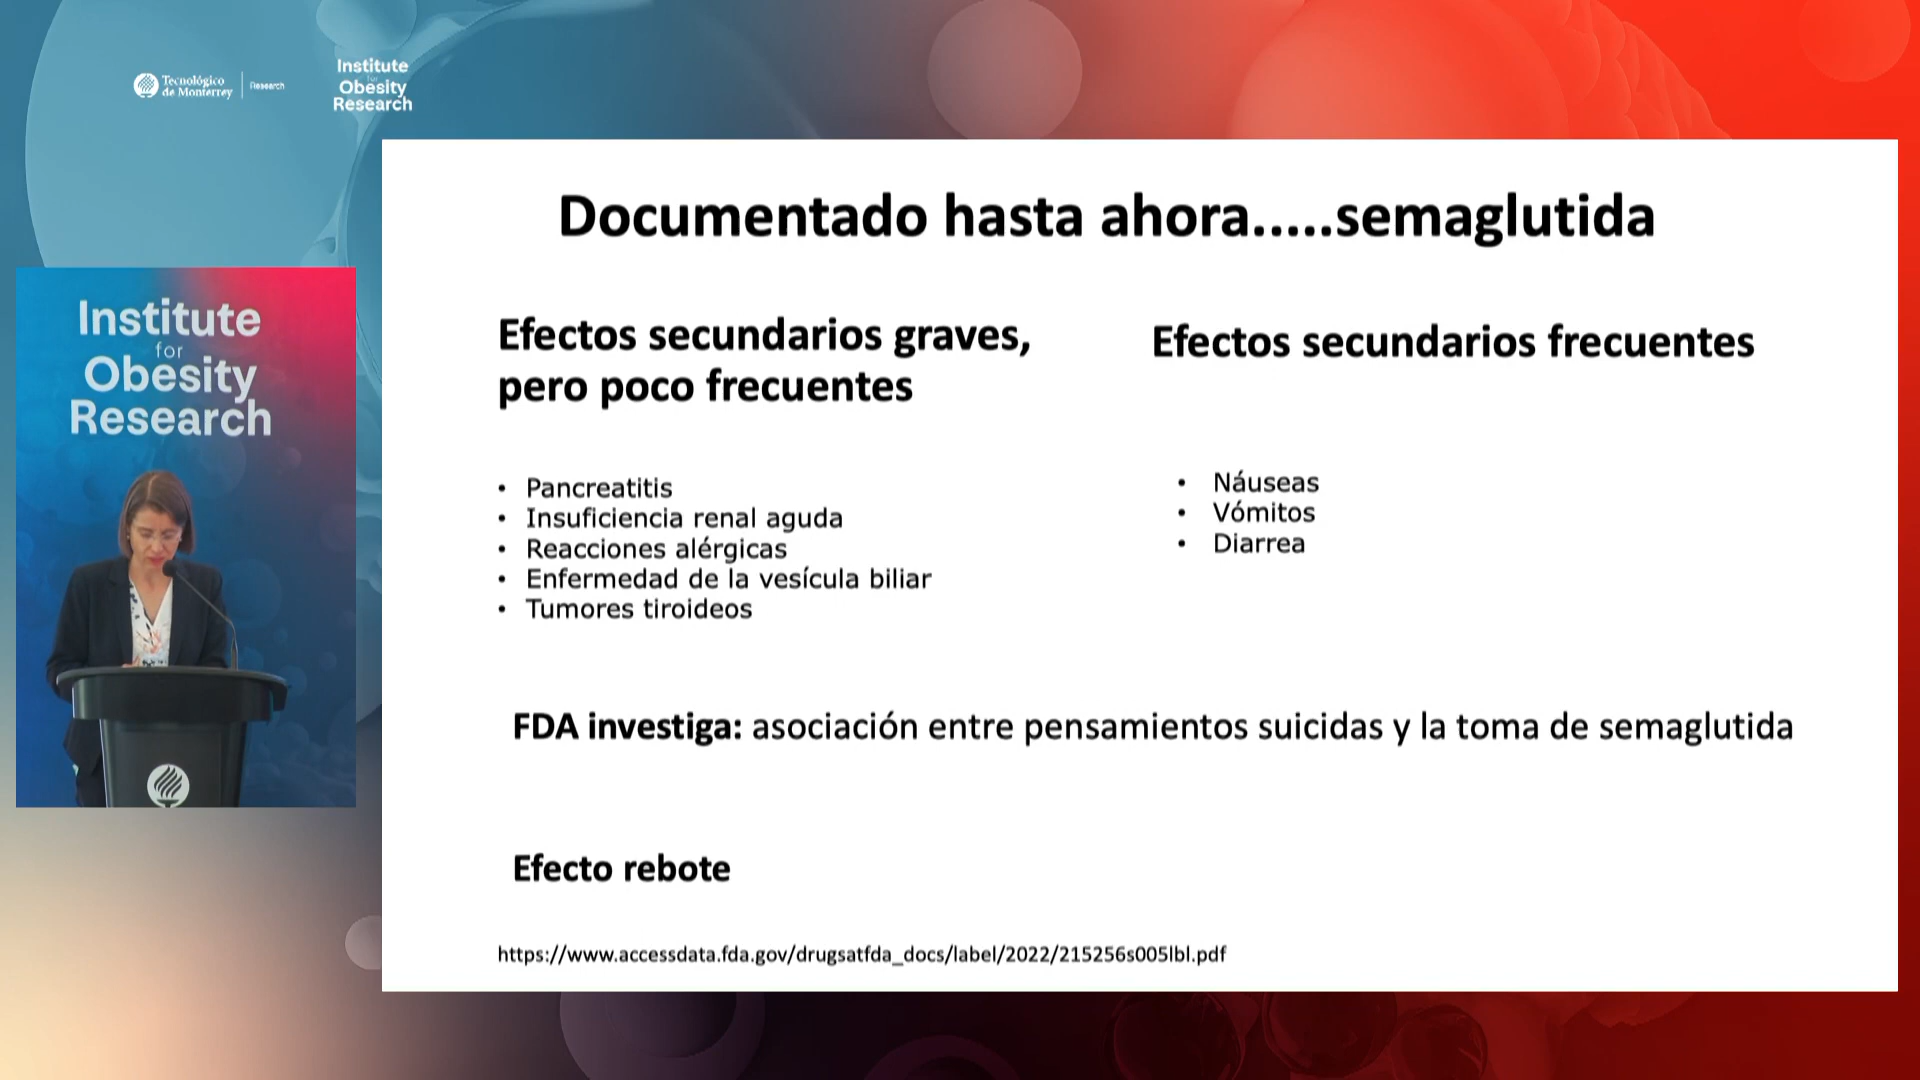 Tecnológico
de Monterrey
Research
Institute
for
Obesity
Research
Institute
for
Obesity
Research
Documentado hasta ahora.....semaglutida
Efectos secundarios graves,
pero poco frecuentes
• Pancreatitis
• Insuficiencia renal aguda
• Reacciones alérgicas
• Enfermedad de la vesícula biliar
• Tumores tiroideos
Efectos secundarios frecuentes
• Náuseas
• Vómitos
• Diarrea
FDA investiga: asociación entre pensamientos suicidas y la toma de semaglutida
Efecto rebote
https://www.accessdata.fda.gov/drugsatfda_docs/label/2022/215256s005lbl.pdf